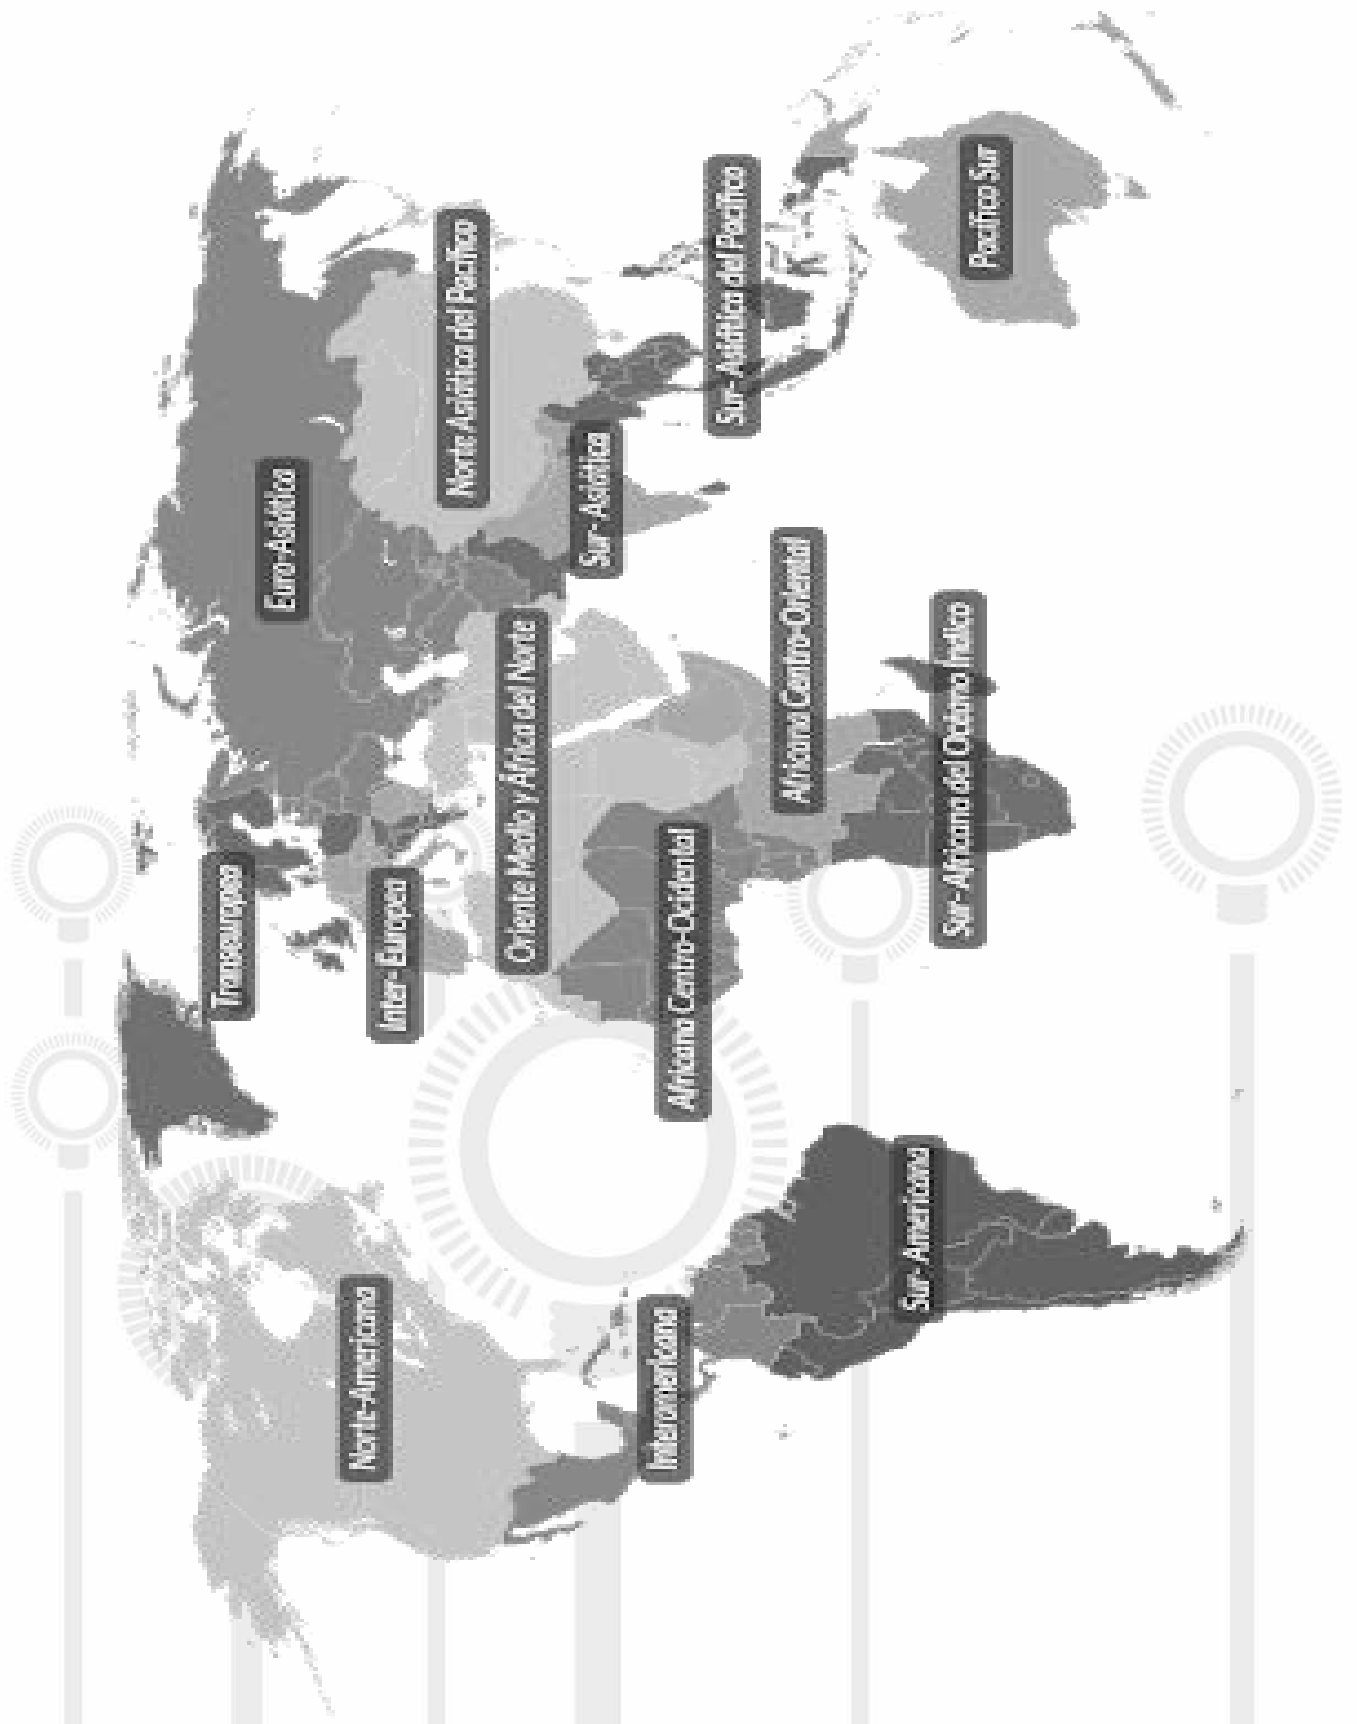 Transeuropea
Euro-Asiática
Norte-Americana
Inter-Europea
Norte Asiática del Pacífico
Oriente Medio y África del Norte
Sur-Asiática
Interamericana
Africana Centro-Ocidental
Sur-Asiática del Pacífico
Africana Centro-Oriental
Sur-Americana
Sur-Africana del Océano Índico
Pacífico Sur